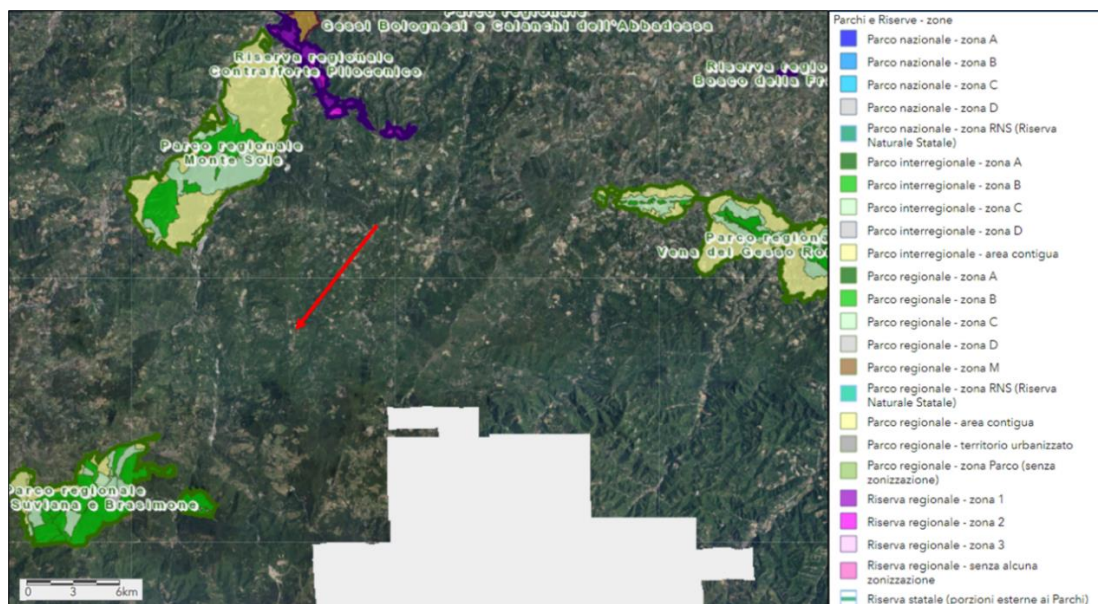 Parco regionale
Gessi Bolognesi e Calanchi dell'Abbadessa
Riserva regionale
Contrafforte Pliocenico
Riserva regio
Bosco della Fra
Parco regionale
Monte Sole
Parco regionale
Vena del Gesso Ro
Parco regionale
Suviana e Brasimone
0 3 6km
Parchi e Riserve - zone
Parco nazionale - zona A
Parco nazionale - zona B
Parco nazionale - zona C
Parco nazionale - zona D
Parco nazionale - zona RNS (Riserva
Naturale Statale)
Parco interregionale - zona A
Parco interregionale - zona B
Parco interregionale - zona C
Parco interregionale - zona D
Parco interregionale - area contigua
Parco regionale - zona A
Parco regionale - zona B
Parco regionale - zona C
Parco regionale - zona D
Parco regionale - zona M
Parco regionale - zona RNS (Riserva
Naturale Statale)
Parco regionale - area contigua
Parco regionale - territorio urbanizzato
Parco regionale - zona Parco (senza
zonizzazione)
Riserva regionale - zona 1
Riserva regionale - zona 2
Riserva regionale - zona 3
Riserva regionale - senza alcuna
zonizzazione
Riserva statale (porzioni esterne ai Parchi)